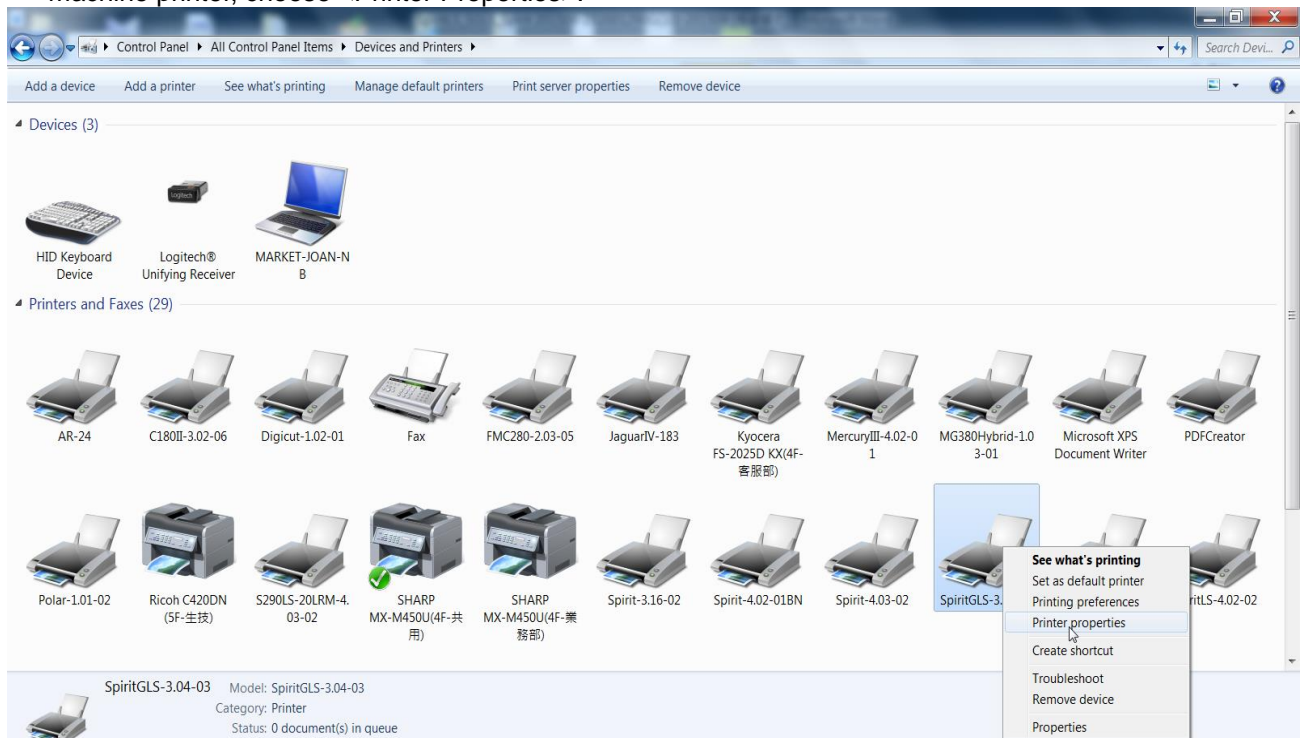 machine printer, choose "Printer Properties".
Control Panel ▸ All Control Panel Items ▸ Devices and Printers ▸
Search Devi...
Add a device Add a printer See what's printing Manage default printers Print server properties Remove device
Devices (3)
Logitech
HID Keyboard
Device
Logitech®
Unifying Receiver
MARKET-JOAN-N
B
Printers and Faxes (29)
AR-24
C180II-3.02-06
Digicut-1.02-01
Fax
FMC280-2.03-05
JaguarIV-183
Kyocera
FS-2025D KX(4F-
客服部)
MercuryIII-4.02-0
1
MG380Hybrid-1.0
3-01
Microsoft XPS
Document Writer
PDFCreator
Polar-1.01-02
Ricoh C420DN
(5F-生技)
S290LS-20LRM-4.
03-02
SHARP
MX-M450U(4F-共
用)
SHARP
MX-M450U(4F-業
務部)
Spirit-3.16-02
Spirit-4.02-01BN
Spirit-4.03-02
SpiritGLS-3.
ritLS-4.02-02
See what's printing
Set as default printer
Printing preferences
Printer properties
Create shortcut
Troubleshoot
Remove device
Properties
SpiritGLS-3.04-03 Model: SpiritGLS-3.04-03
Category: Printer
Status: 0 document(s) in queue